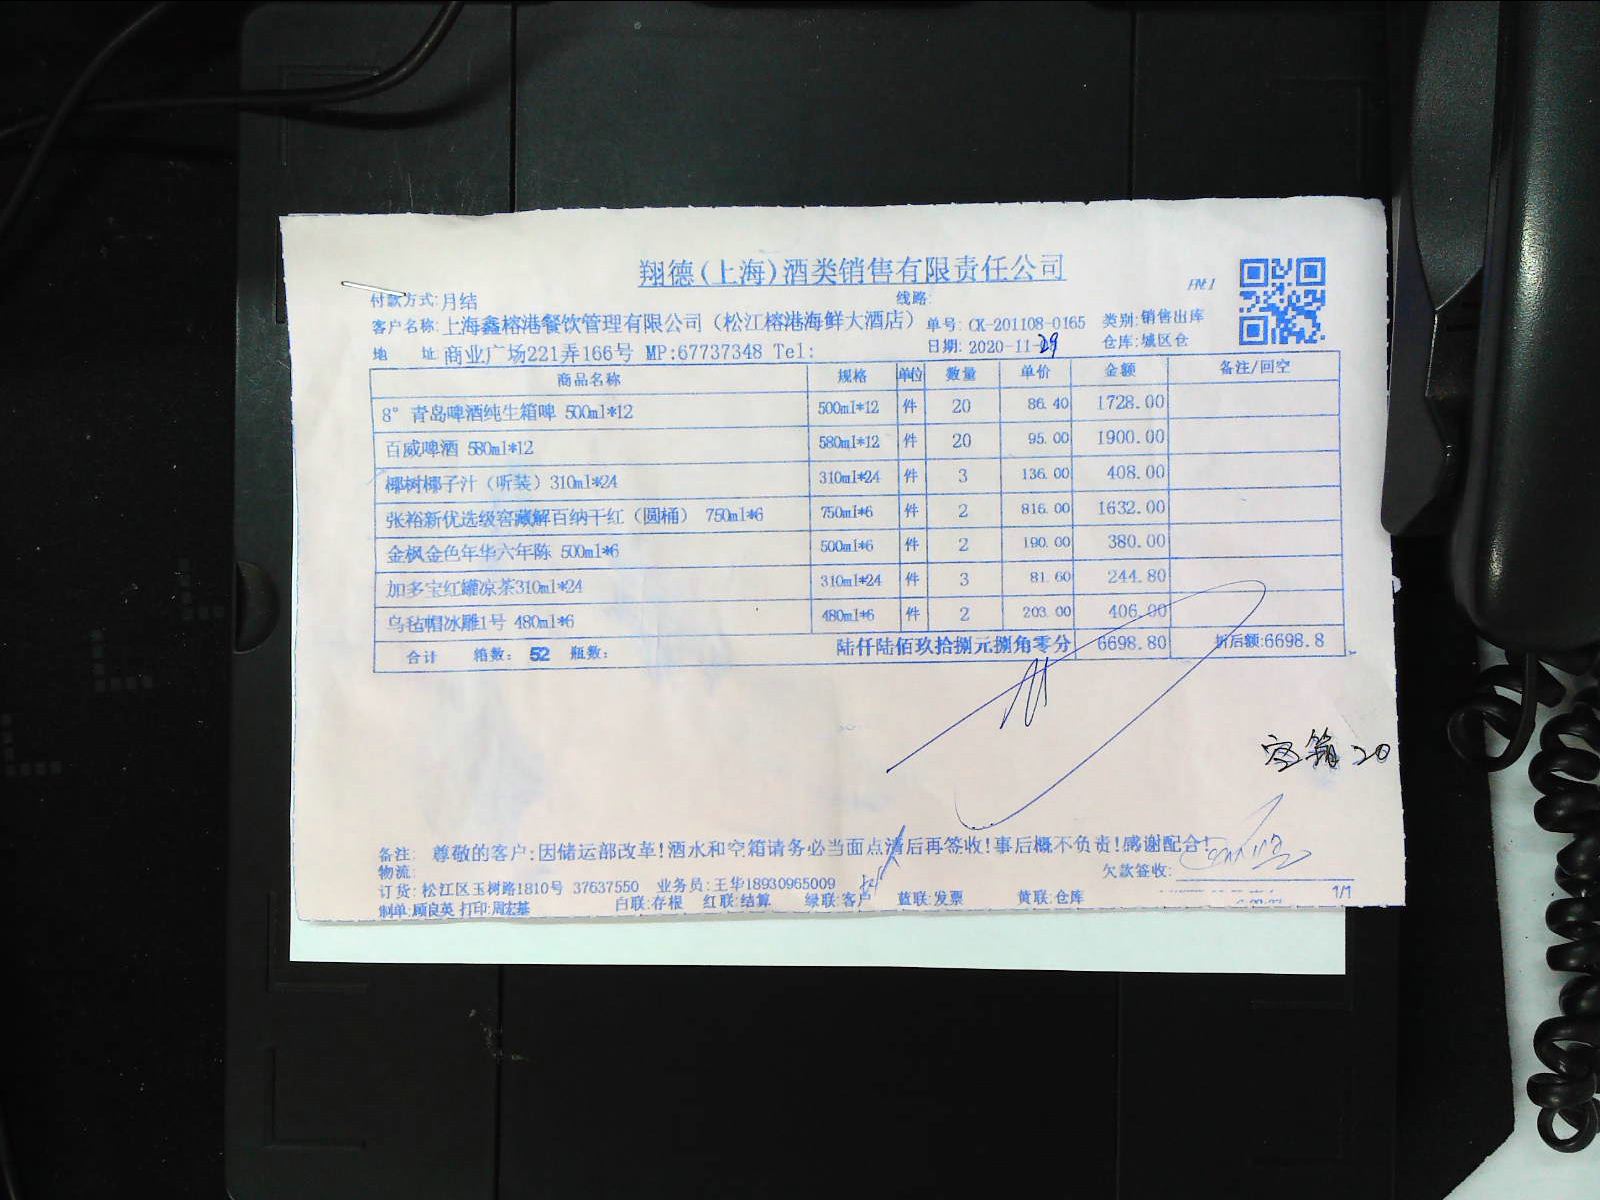 翔德(上海)酒类销售有限责任公司
付款方式:月结 线路:
客户名称:上海鑫榕港餐饮管理有限公司（松江榕港海鲜大酒店） 单号: CK-201108-0165 类别:销售出库
地 址:商业广场221弄166号 MP:67737348 Tel: 日期: 2020-11-29 仓库:城区仓
商品名称 规格 单位 数量 单价 金额 备注/回空
8° 青岛啤酒纯生箱啤 500ml*12 500ml*12 件 20 86.40 1728.00
百威啤酒 580ml*12 580ml*12 件 20 95.00 1900.00
椰树椰子汁（听装）310ml*24 310ml*24 件 3 136.00 408.00
张裕新优选级窖藏解百纳干红（圆桶） 750ml*6 750ml*6 件 2 816.00 1632.00
金枫金色年华六年陈 500ml*6 500ml*6 件 2 190.00 380.00
加多宝红罐凉茶310ml*24 310ml*24 件 3 81.60 244.80
乌毡帽冰雕1号 480ml*6 480ml*6 件 2 203.00 406.00
合计 箱数: 52 瓶数: 陆仟陆佰玖拾捌元捌角零分 6698.80 折后额:6698.8
空箱 20
备注: 尊敬的客户:因储运部改革!酒水和空箱请务必当面点清后再签收!事后概不负责!感谢配合!
物流: 欠款签收:
订货: 松江区玉树路1810号 37637550 业务员:王华18930965009
制单:顾良英 打印:周宏基 白联:存根 红联:结算 绿联:客户 蓝联:发票 黄联:仓库 1/1